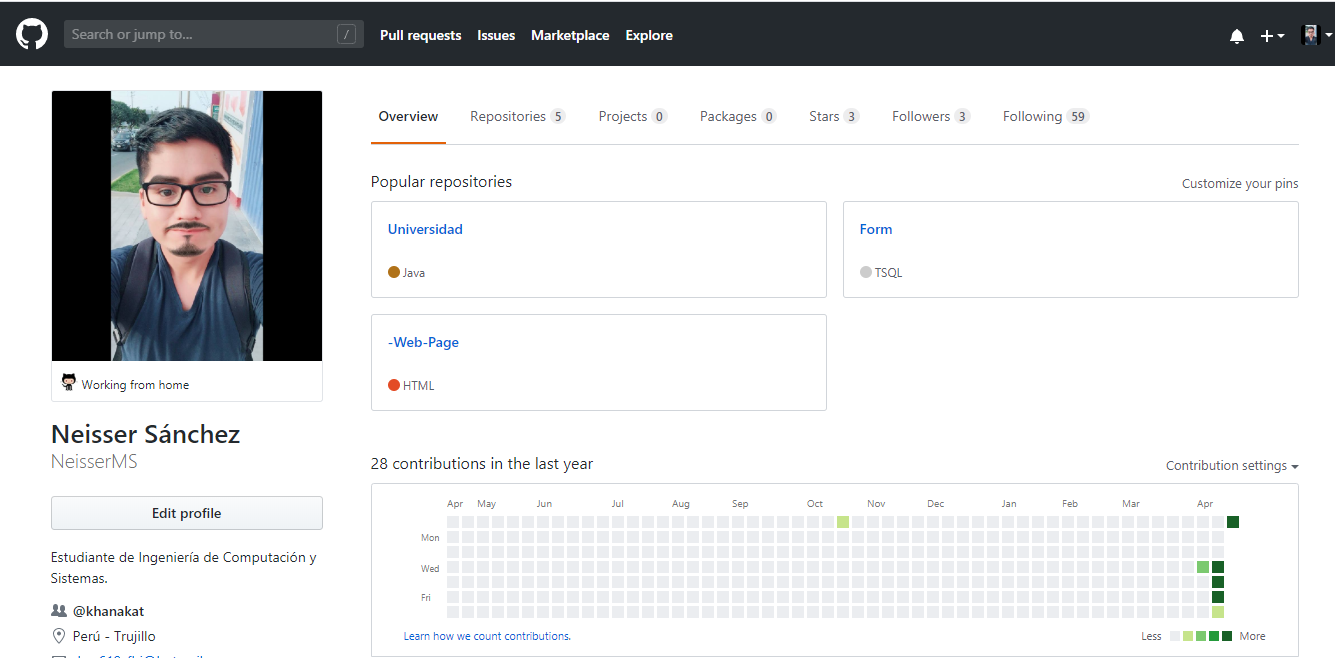 Search or jump to... /
Pull requests Issues Marketplace Explore
Overview Repositories 5 Projects 0 Packages 0 Stars 3 Followers 3 Following 59
Popular repositories
Customize your pins
Universidad
Java
Form
TSQL
-Web-Page
HTML
Working from home
Neisser Sánchez
NeisserMS
Edit profile
Estudiante de Ingeniería de Computación y
Sistemas.
@khanakat
Perú - Trujillo
28 contributions in the last year
Contribution settings
Apr May Jun Jul Aug Sep Oct Nov Dec Jan Feb Mar Apr
Mon
Wed
Fri
Learn how we count contributions.
Less More